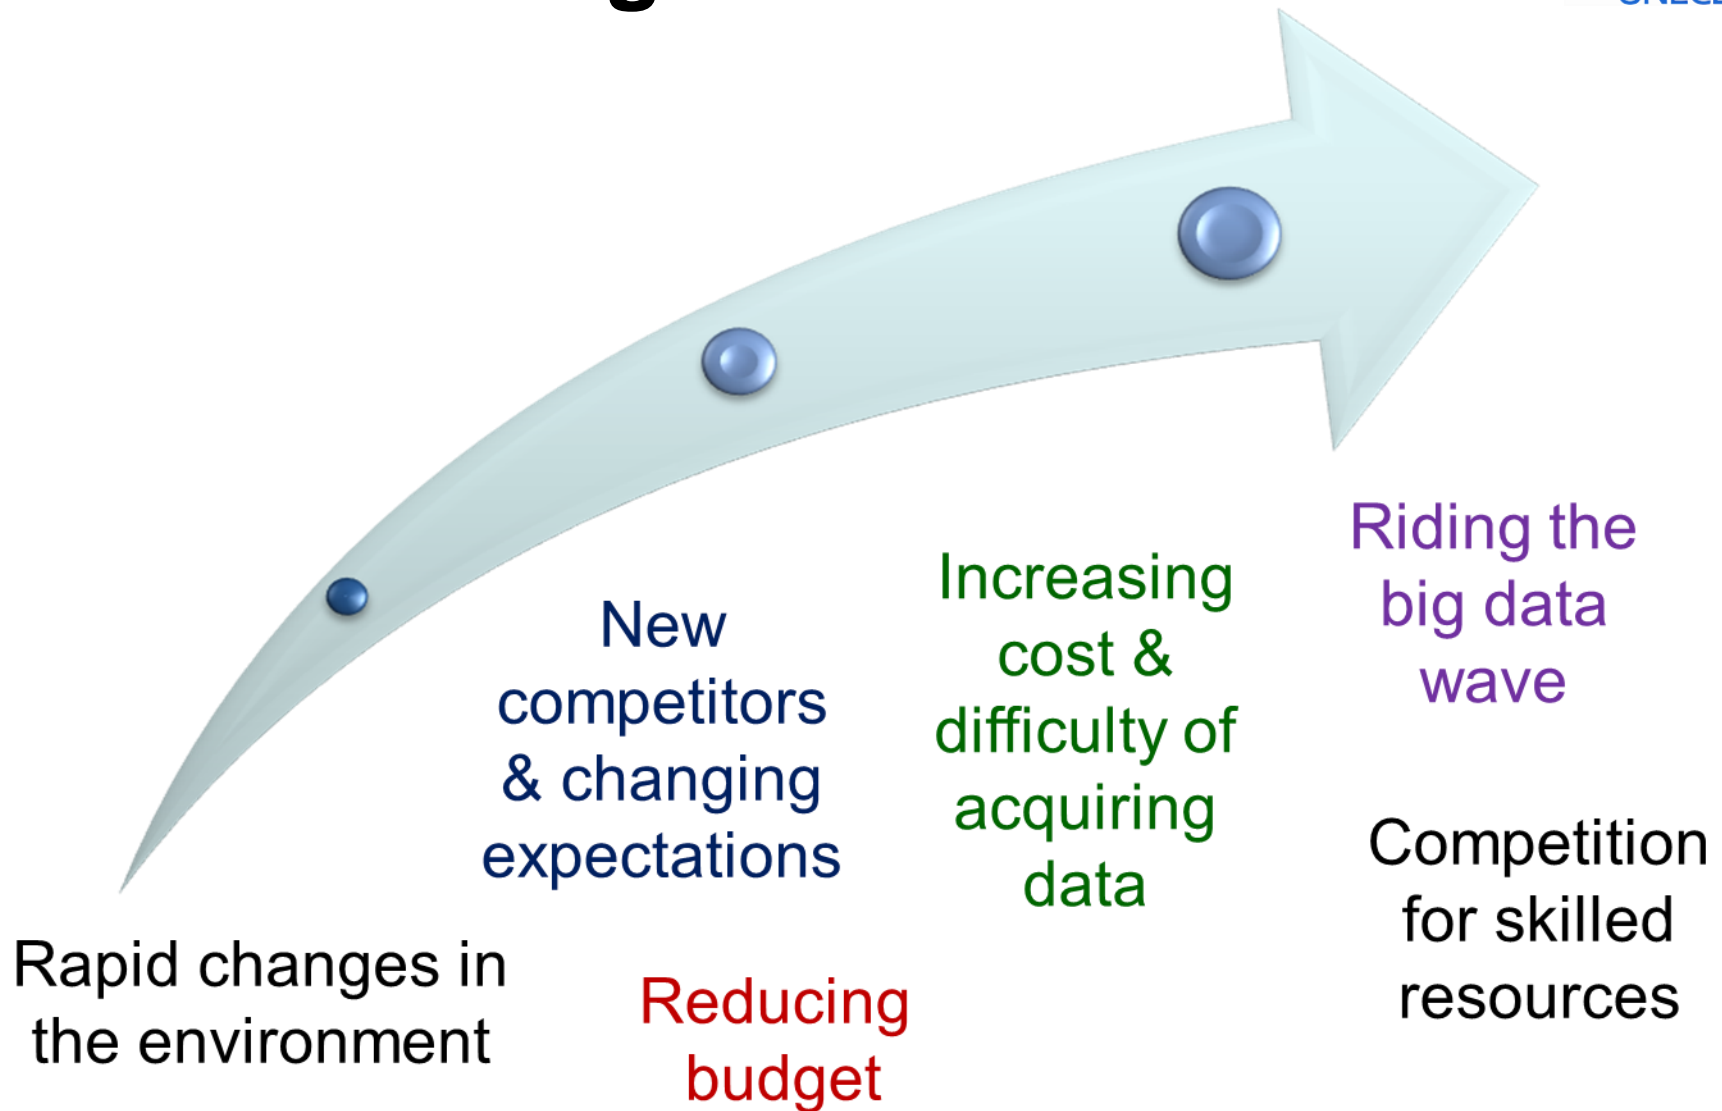 Riding the
big data
wave
Increasing
cost &
difficulty of
acquiring
data
New
competitors
& changing
expectations
Competition
for skilled
resources
Rapid changes in
the environment
Reducing
budget